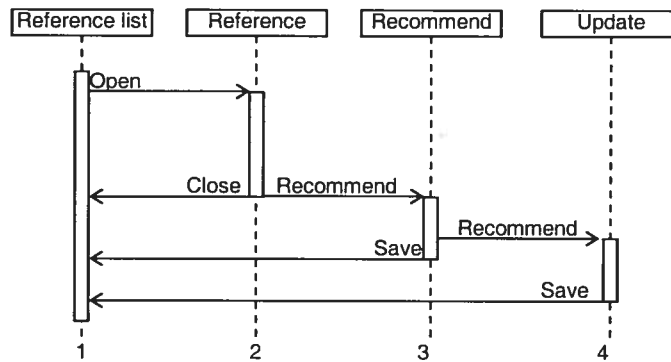 Reference list
Reference
Recommend
Update
Open
Close
Recommend
Recommend
Save
Save
1
2
3
4